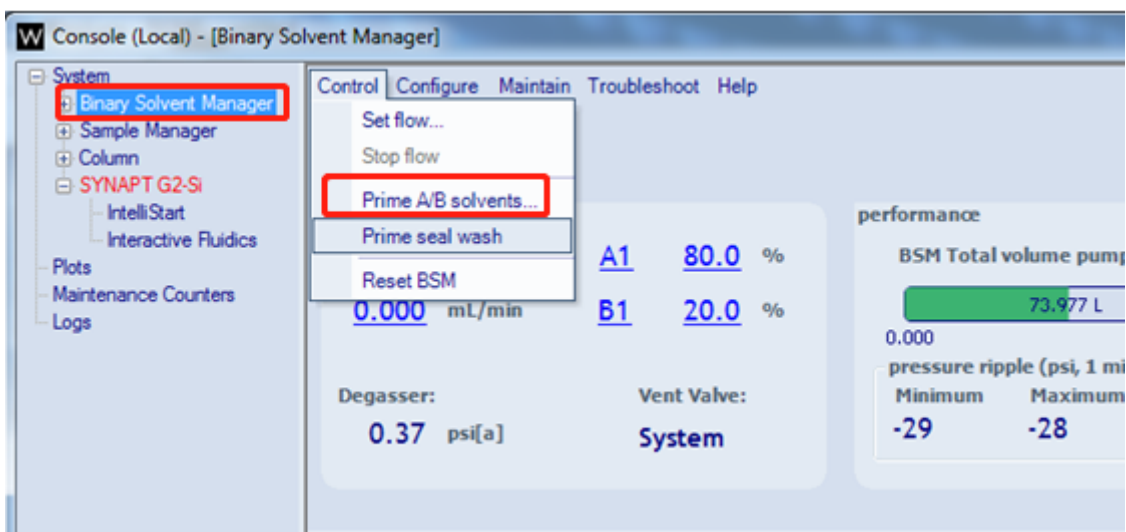 W Console (Local) - [Binary Solvent Manager]
System
Binary Solvent Manager
Sample Manager
Column
SYNAPT G2-Si
IntelliStart
Interactive Fluidics
Plots
Maintenance Counters
Logs
Control Configure Maintain Troubleshoot Help
Set flow...
Stop flow
Prime A/B solvents...
Prime seal wash
Reset BSM
A1 80.0 %
0.000 mL/min B1 20.0 %
Degasser: Vent Valve:
0.37 psi[a] System
performance
BSM Total volume pump
73.977 L
0.000
pressure ripple (psi, 1 mi
Minimum Maximum
-29 -28